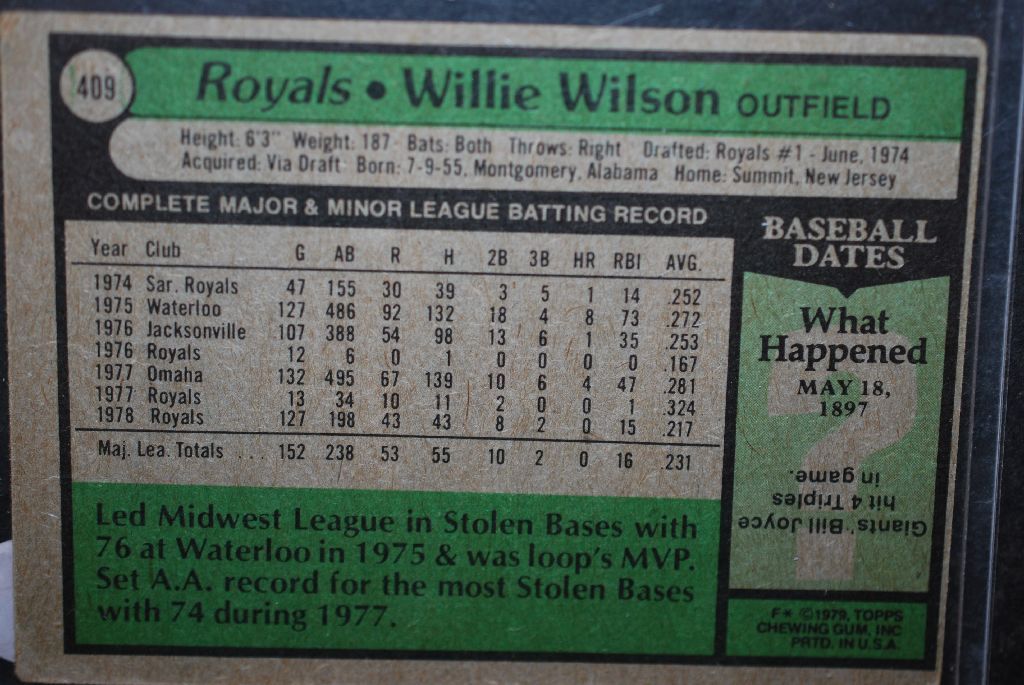 409
Royals • Willie Wilson OUTFIELD
Height: 6'3" Weight: 187 Bats: Both Throws: Right Drafted: Royals #1 - June, 1974
Acquired: Via Draft Born: 7-9-55, Montgomery, Alabama Home: Summit, New Jersey
COMPLETE MAJOR & MINOR LEAGUE BATTING RECORD
Year Club G AB R H 2B 3B HR RBI AVG.
1974 Sar. Royals 47 155 30 39 3 5 1 14 .252
1975 Waterloo 127 486 92 132 18 4 8 73 .272
1976 Jacksonville 107 388 54 98 13 6 1 35 .253
1976 Royals 12 6 0 1 0 0 0 0 .167
1977 Omaha 132 495 67 139 10 6 4 47 .281
1977 Royals 13 34 10 11 2 0 0 1 .324
1978 Royals 127 198 43 43 8 2 0 15 .217
Maj. Lea. Totals ... 152 238 53 55 10 2 0 16 .231
Led Midwest League in Stolen Bases with
76 at Waterloo in 1975 & was loop's MVP.
Set A.A. record for the most Stolen Bases
with 74 during 1977.
BASEBALL
DATES
What
Happened
MAY 18,
1897
?
Giants' Bill Joyce
hit 4 Triples
in game.
F* ©1979, TOPPS
CHEWING GUM, INC
PRTD. IN U.S.A.